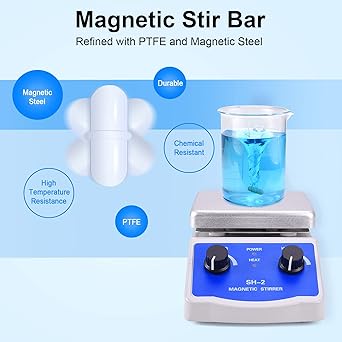 Magnetic Stir Bar
Refined with PTFE and Magnetic Steel
Magnetic
Steel
Durable
Chemical
Resistant
High
Temperature
Resistance
PTFE
POWER
HEAT
SH-2
MAGNETIC STIRRER